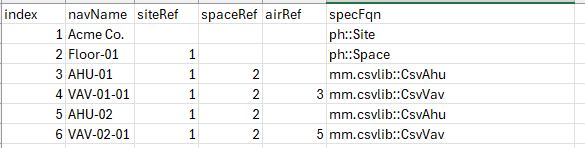 index navName siteRef spaceRef airRef specFqn
1 Acme Co. ph::Site
2 Floor-01 1 ph::Space
3 AHU-01 1 2 mm.csvlib::CsvAhu
4 VAV-01-01 1 2 3 mm.csvlib::CsvVav
5 AHU-02 1 2 mm.csvlib::CsvAhu
6 VAV-02-01 1 2 5 mm.csvlib::CsvVav